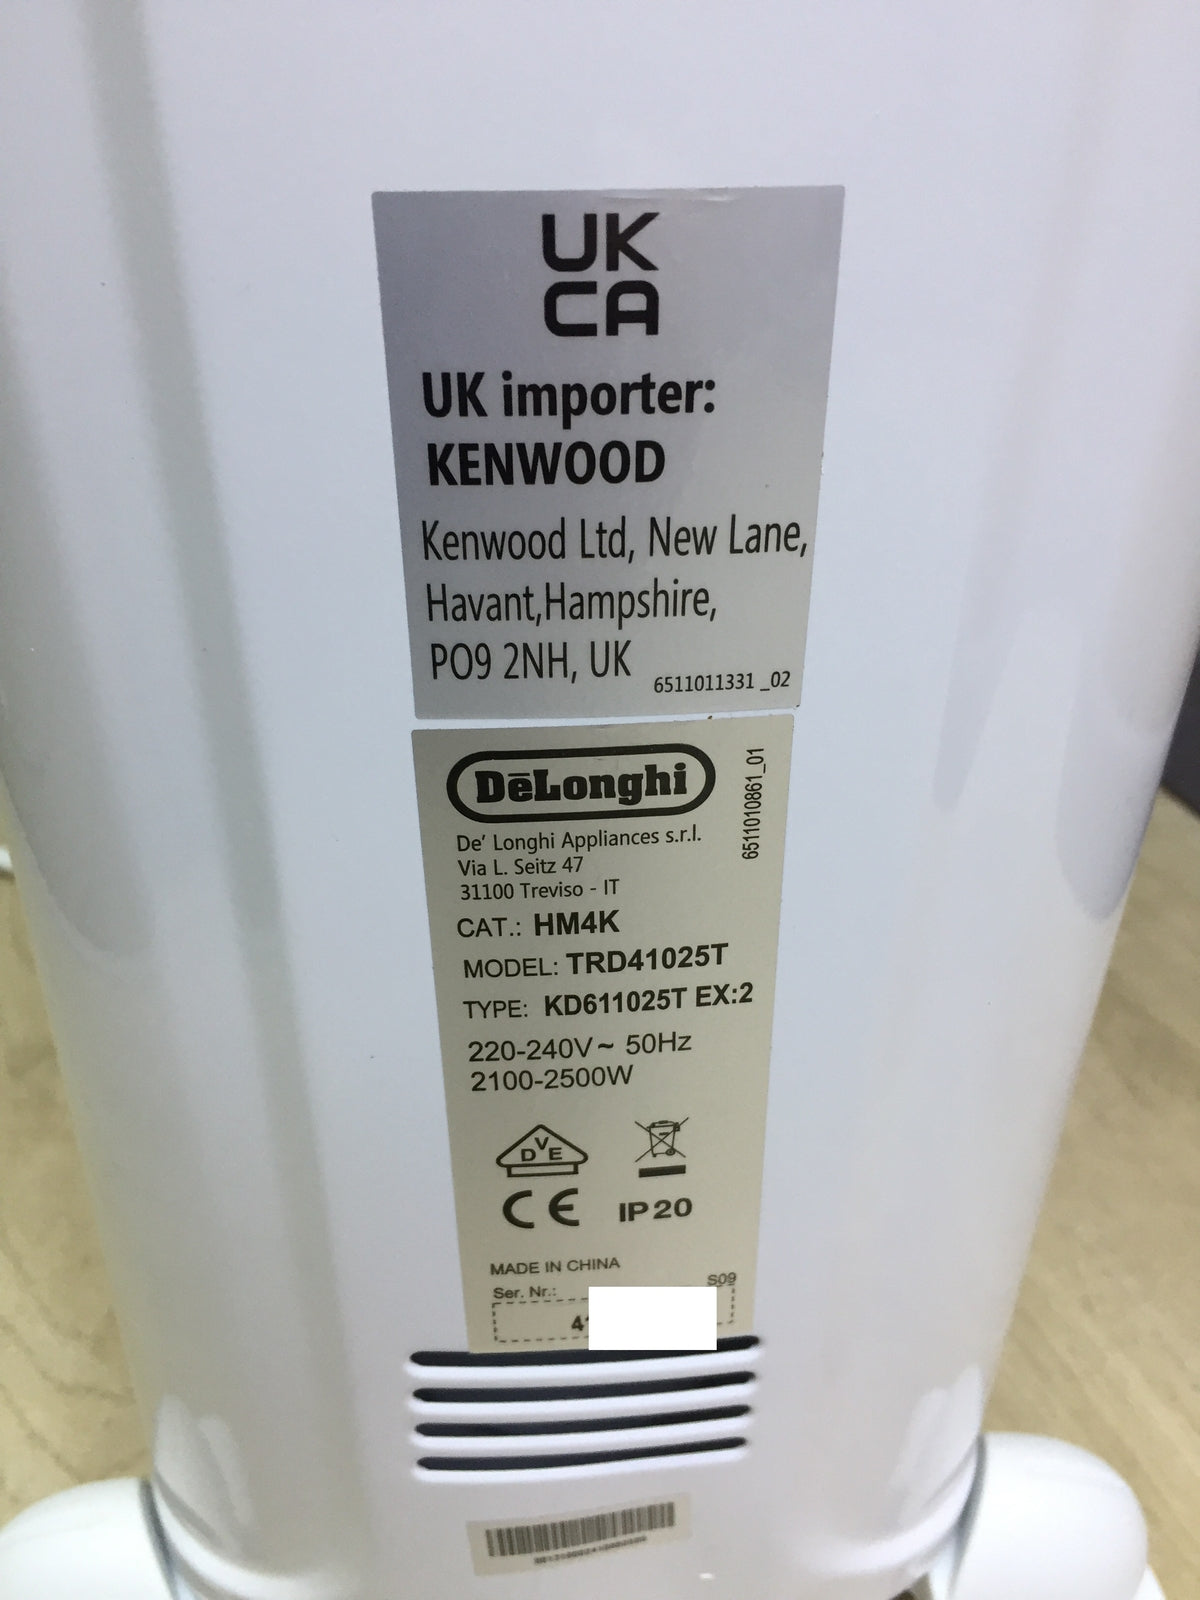 UK
CA
UK importer:
KENWOOD
Kenwood Ltd, New Lane,
Havant,Hampshire,
PO9 2NH, UK
6511011331 _02
DēLonghi
6511010861_01
De' Longhi Appliances s.r.l.
Via L. Seitz 47
31100 Treviso - IT
CAT.: HM4K
MODEL: TRD41025T
TYPE: KD611025T EX:2
220-240V~ 50Hz
2100-2500W
DVE
CE IP20
MADE IN CHINA
Ser. Nr.: S09